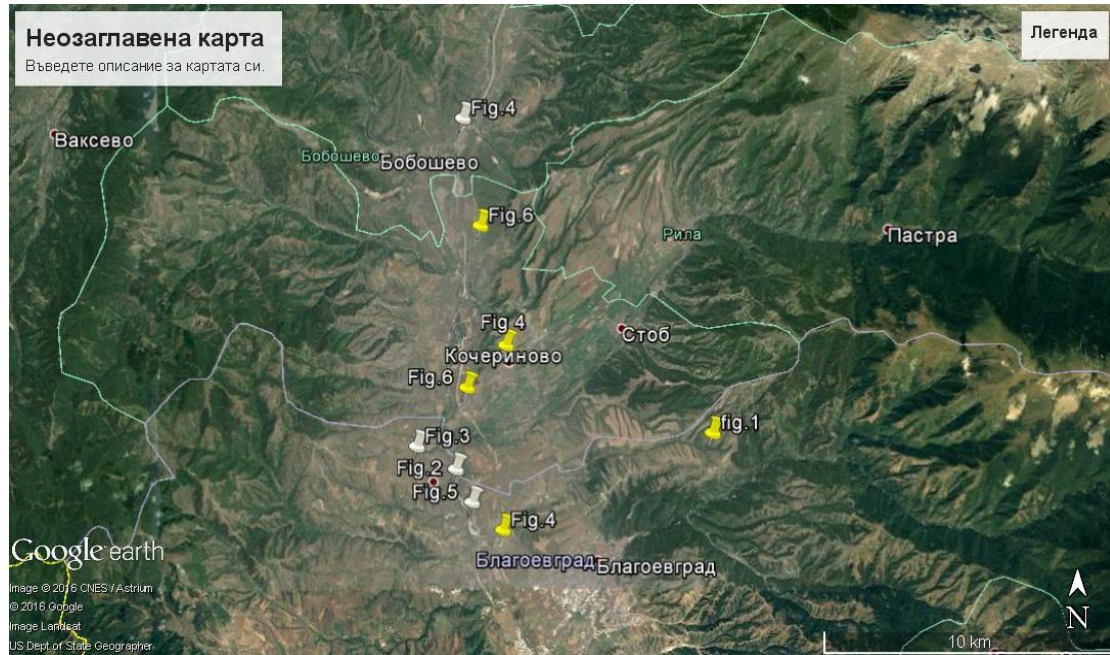 Неозаглавена карта
Въведете описание за картата си.
Легенда
Fig.4
Ваксево
Бобошево
Бобошево
Fig.6
Рила
Пастра
Fig.4
Стоб
Кочериново
Fig.6
fig.1
Fig.3
Fig.2
Fig.5
Fig.4
Благоевград
Благоевград
Google earth
Image © 2016 CNES / Astrium
© 2016 Google
Image Landsat
US Dept of State Geographer
N
10 km